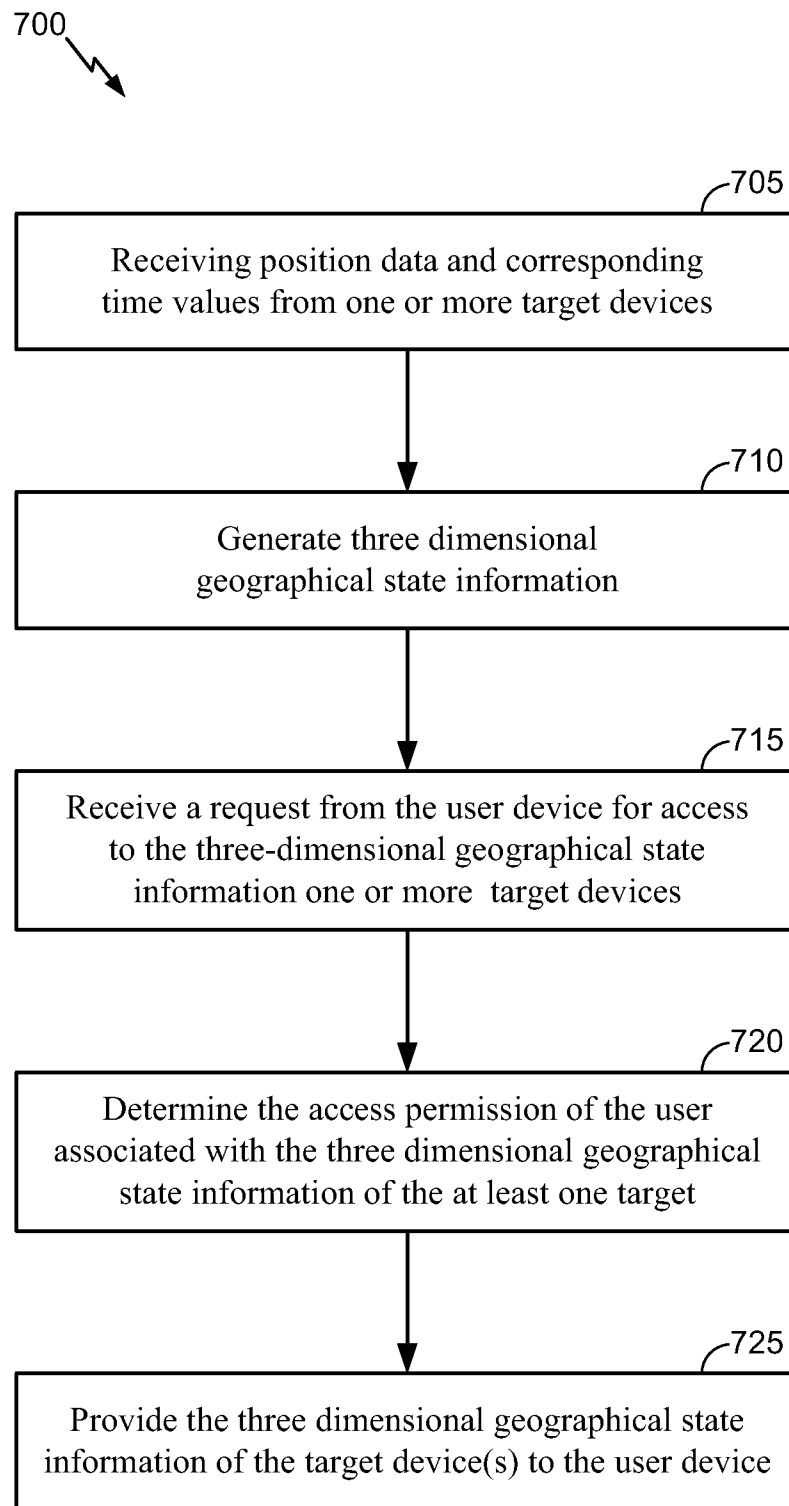 700
705
Receiving position data and corresponding
time values from one or more target devices
710
Generate three dimensional
geographical state information
715
Receive a request from the user device for access
to the three-dimensional geographical state
information one or more target devices
720
Determine the access permission of the user
associated with the three dimensional geographical
state information of the at least one target
725
Provide the three dimensional geographical state
information of the target device(s) to the user device